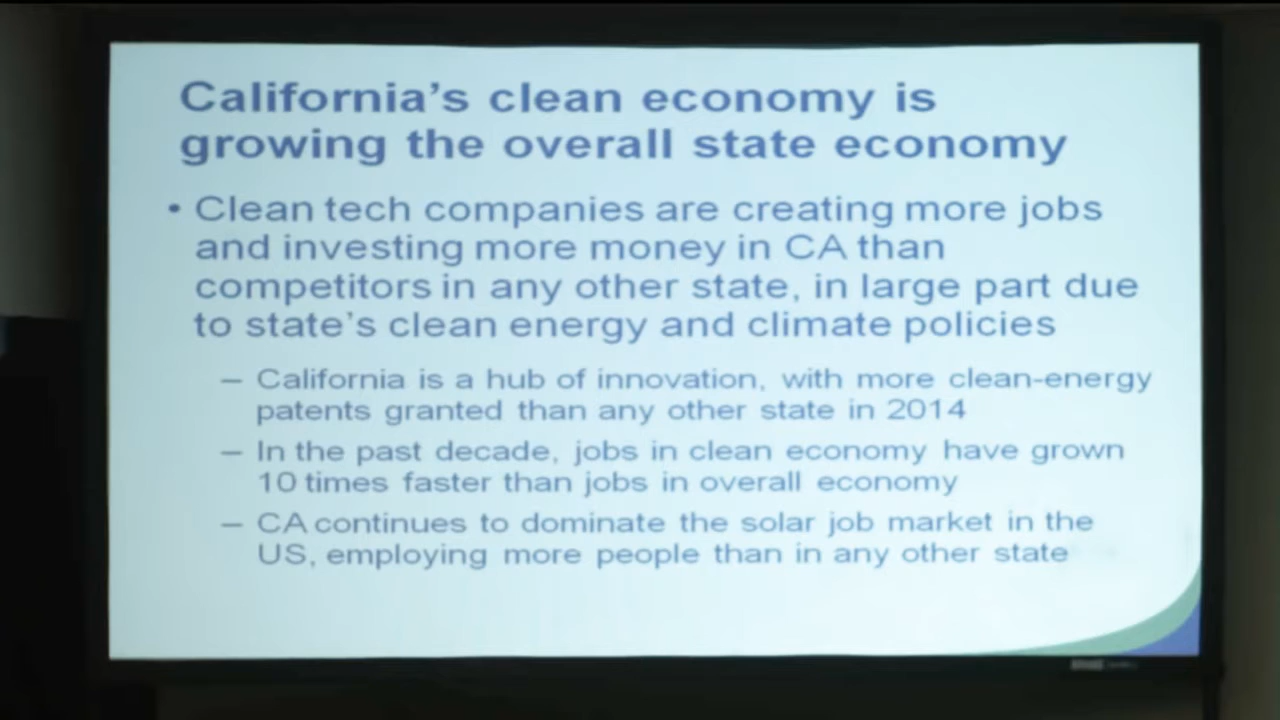 California's clean economy is
growing the overall state economy
• Clean tech companies are creating more jobs
and investing more money in CA than
competitors in any other state, in large part due
to state's clean energy and climate policies
– California is a hub of innovation, with more clean-energy
patents granted than any other state in 2014
– In the past decade, jobs in clean economy have grown
10 times faster than jobs in overall economy
– CA continues to dominate the solar job market in the
US, employing more people than in any other state